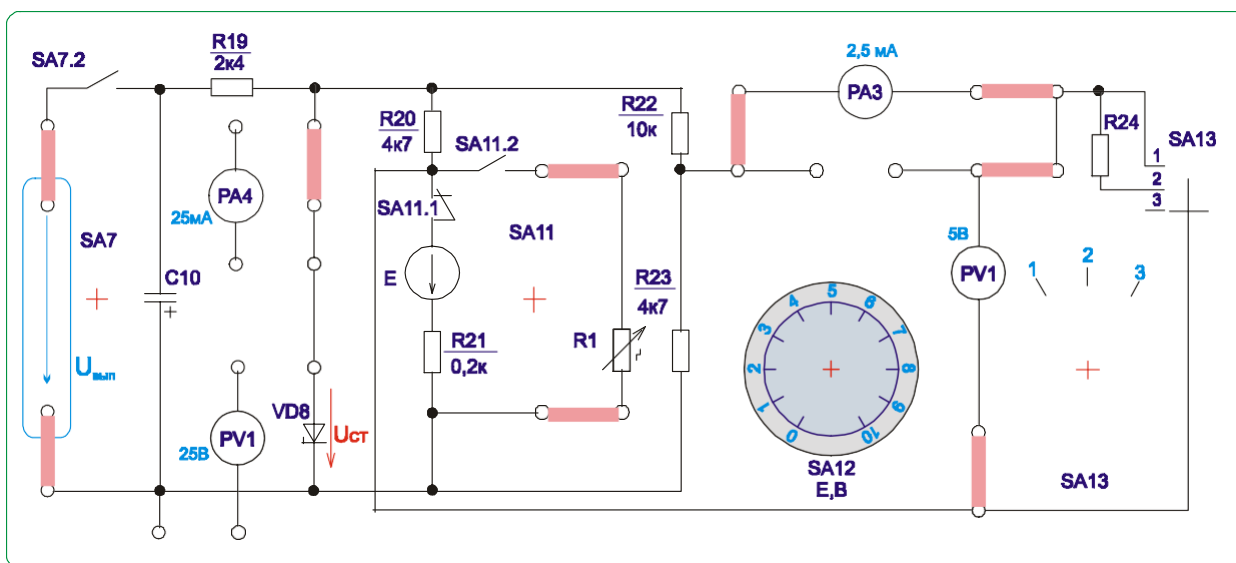 SA7.2
R19
2к4
SA7
Uвып
C10
+
PA4
25мА
PV1
25В
VD8
Uст
R20
4к7
SA11.2
SA11.1
SA11
E
R21
0,2к
R1
R22
10к
R23
4к7
2,5 мА
PA3
R24
SA13
1
2
3
5В
PV1
1
2
3
0
1
2
3
4
5
6
7
8
9
10
SA12
E,В
SA13